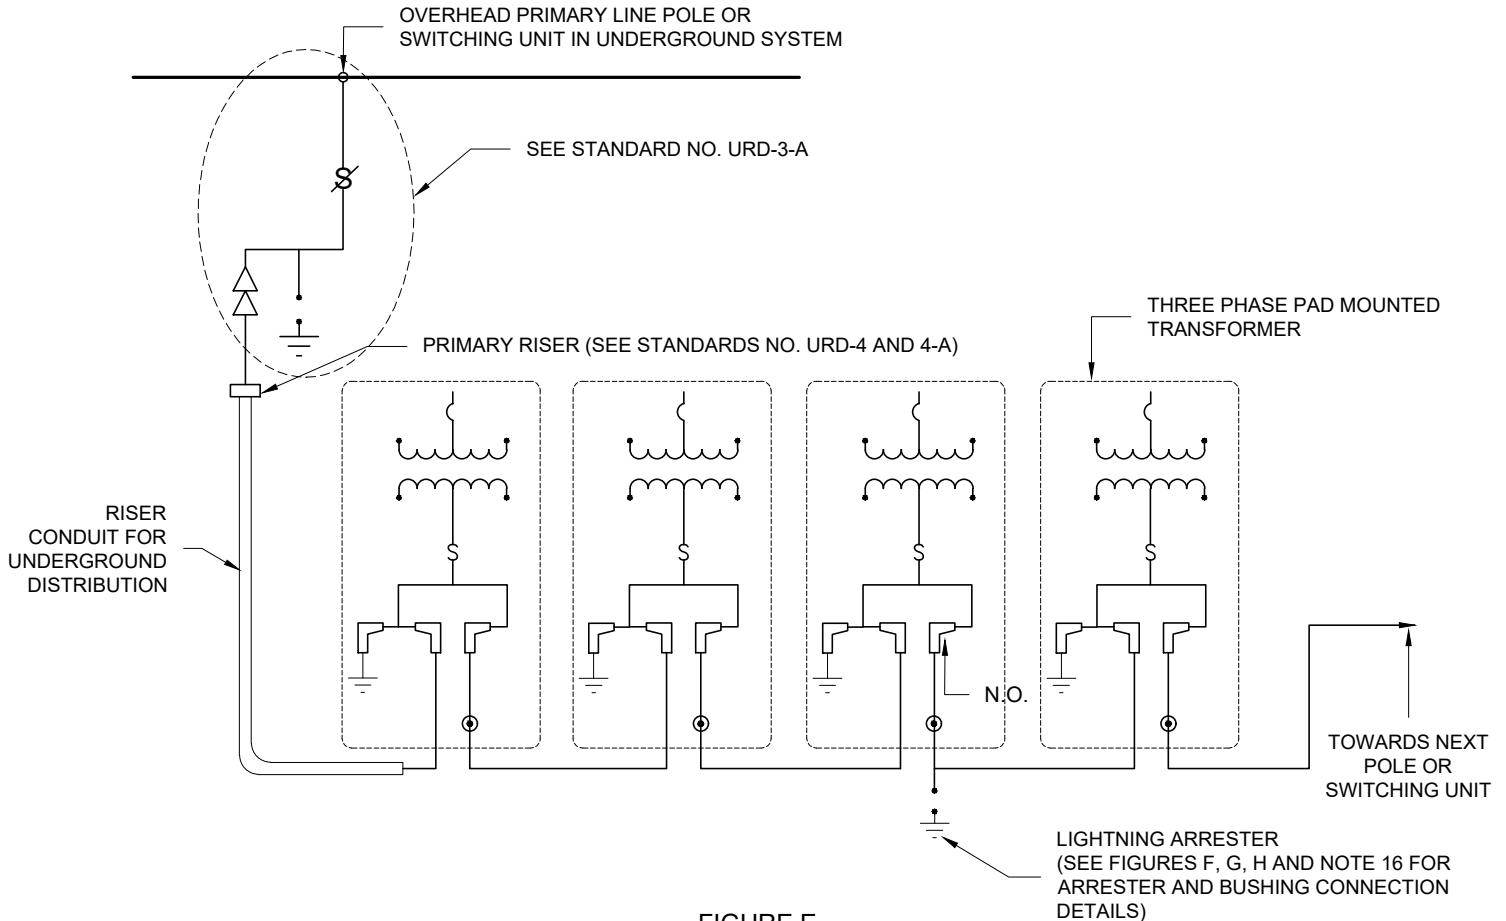 OVERHEAD PRIMARY LINE POLE OR
SWITCHING UNIT IN UNDERGROUND SYSTEM
SEE STANDARD NO. URD-3-A
THREE PHASE PAD MOUNTED
TRANSFORMER
PRIMARY RISER (SEE STANDARDS NO. URD-4 AND 4-A)
RISER
CONDUIT FOR
UNDERGROUND
DISTRIBUTION
S
S
S
S
S
N.O.
TOWARDS NEXT
POLE OR
SWITCHING UNIT
LIGHTNING ARRESTER
(SEE FIGURES F, G, H AND NOTE 16 FOR
ARRESTER AND BUSHING CONNECTION
DETAILS)